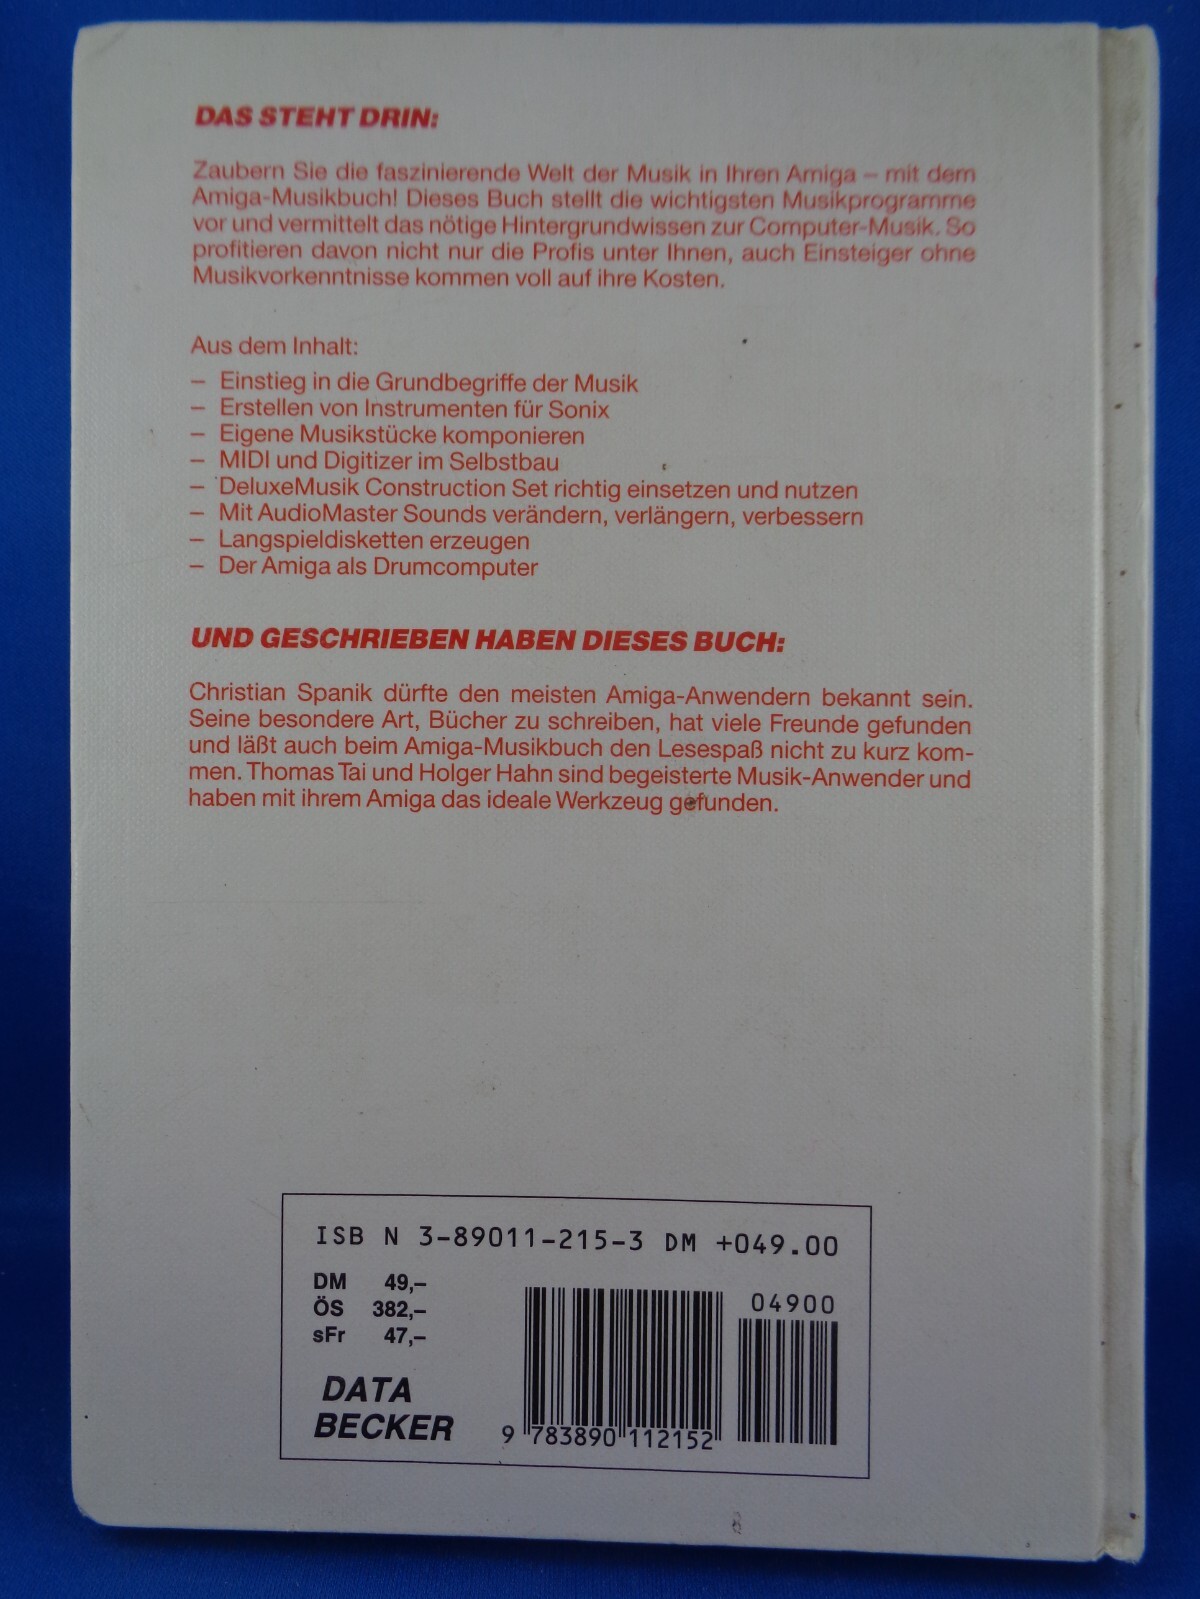 DAS STEHT DRIN:
Zaubern Sie die faszinierende Welt der Musik in Ihren Amiga – mit dem
Amiga-Musikbuch! Dieses Buch stellt die wichtigsten Musikprogramme
vor und vermittelt das nötige Hintergrundwissen zur Computer-Musik. So
profitieren davon nicht nur die Profis unter Ihnen, auch Einsteiger ohne
Musikvorkenntnisse kommen voll auf ihre Kosten.
Aus dem Inhalt:
– Einstieg in die Grundbegriffe der Musik
– Erstellen von Instrumenten für Sonix
– Eigene Musikstücke komponieren
– MIDI und Digitizer im Selbstbau
– DeluxeMusik Construction Set richtig einsetzen und nutzen
– Mit AudioMaster Sounds verändern, verlängern, verbessern
– Langspieldisketten erzeugen
– Der Amiga als Drumcomputer
UND GESCHRIEBEN HABEN DIESES BUCH:
Christian Spanik dürfte den meisten Amiga-Anwendern bekannt sein.
Seine besondere Art, Bücher zu schreiben, hat viele Freunde gefunden
und läßt auch beim Amiga-Musikbuch den Lesespaß nicht zu kurz kom-
men. Thomas Tai und Holger Hahn sind begeisterte Musik-Anwender und
haben mit ihrem Amiga das ideale Werkzeug gefunden.
ISB N 3-89011-215-3 DM +049.00
DM 49,–
ÖS 382,–
sFr 47,–
04900
DATA
BECKER
9 783890 112152